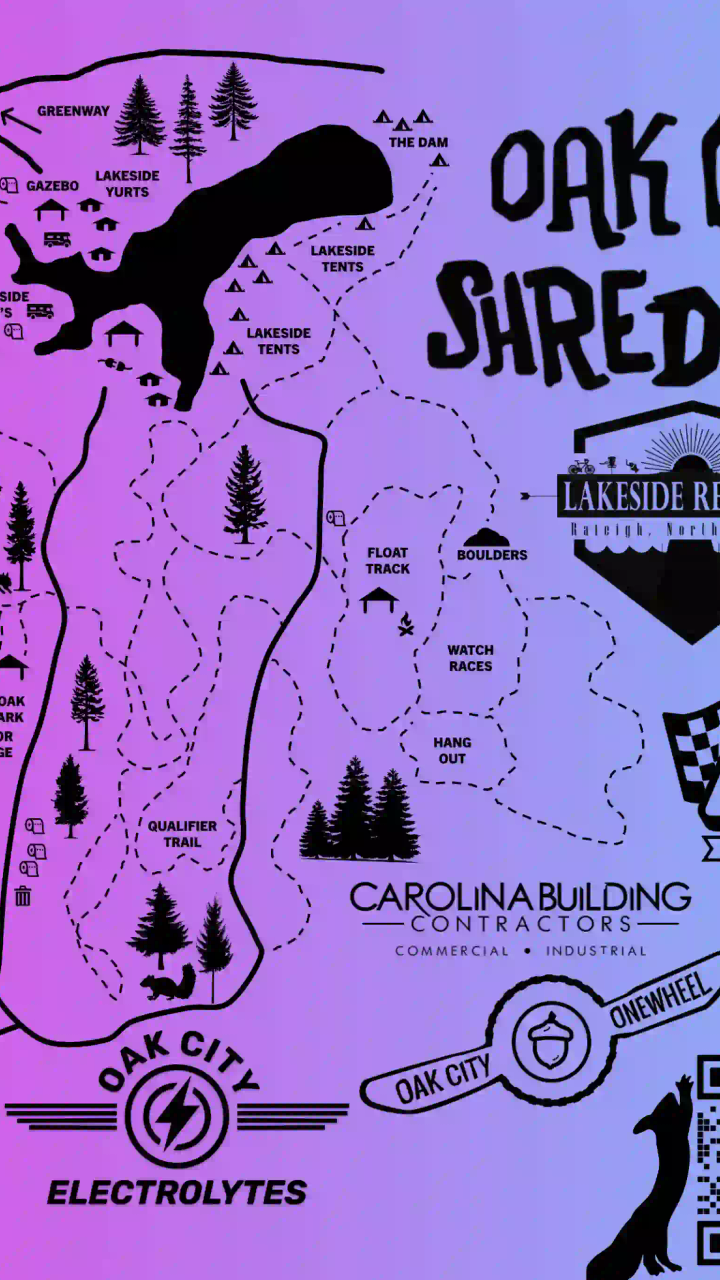 GREENWAY
THE DAM
OAK
GAZEBO
LAKESIDE
YURTS
LAKESIDE
TENTS
SHRED
SIDE
'S
LAKESIDE
TENTS
LAKESIDE RE
Raleigh, North
FLOAT
TRACK
BOULDERS
WATCH
RACES
OAK
ARK
OR
GE
HANG
OUT
QUALIFIER
TRAIL
CAROLINA BUILDING
CONTRACTORS
COMMERCIAL • INDUSTRIAL
OAK CITY
ONEWHEEL
OAK CITY
ELECTROLYTES